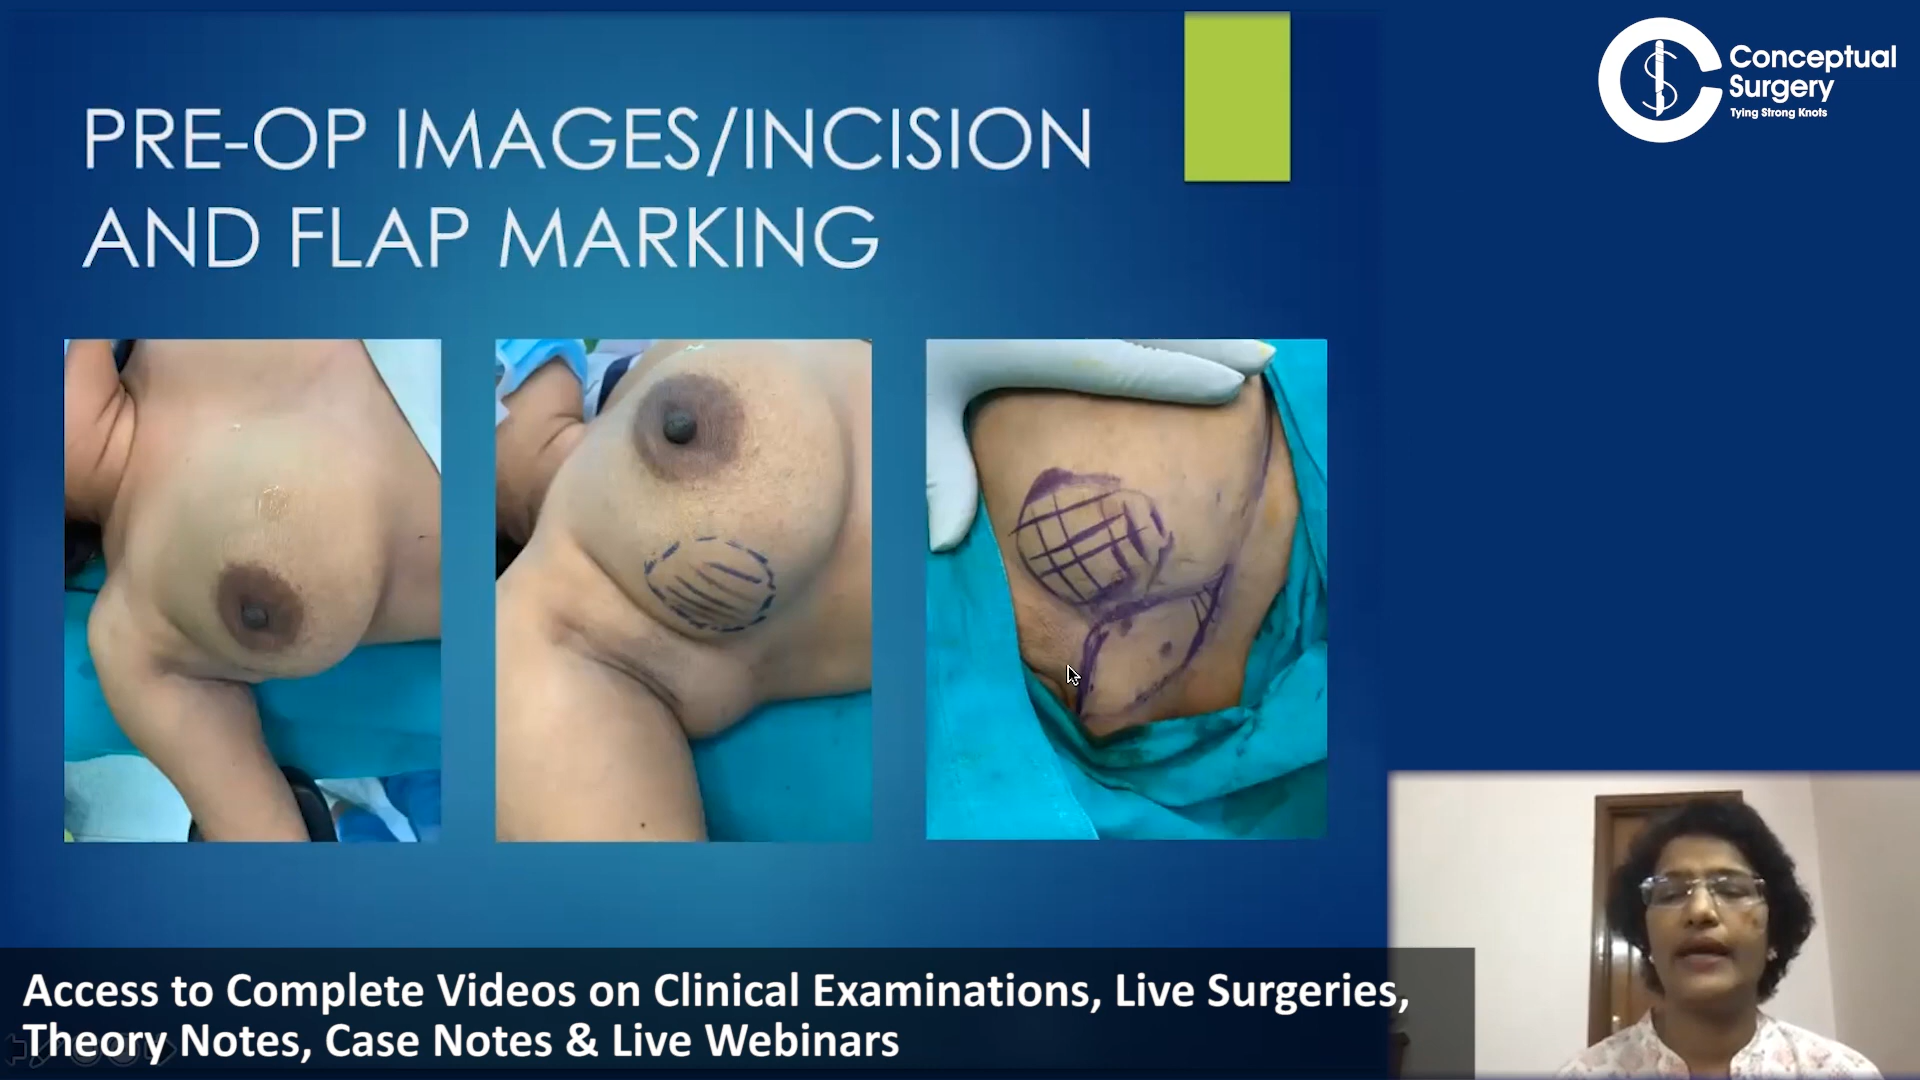 PRE-OP IMAGES/INCISION
AND FLAP MARKING
Conceptual
Surgery
Tying Strong Knots
Access to Complete Videos on Clinical Examinations, Live Surgeries,
Theory Notes, Case Notes & Live Webinars